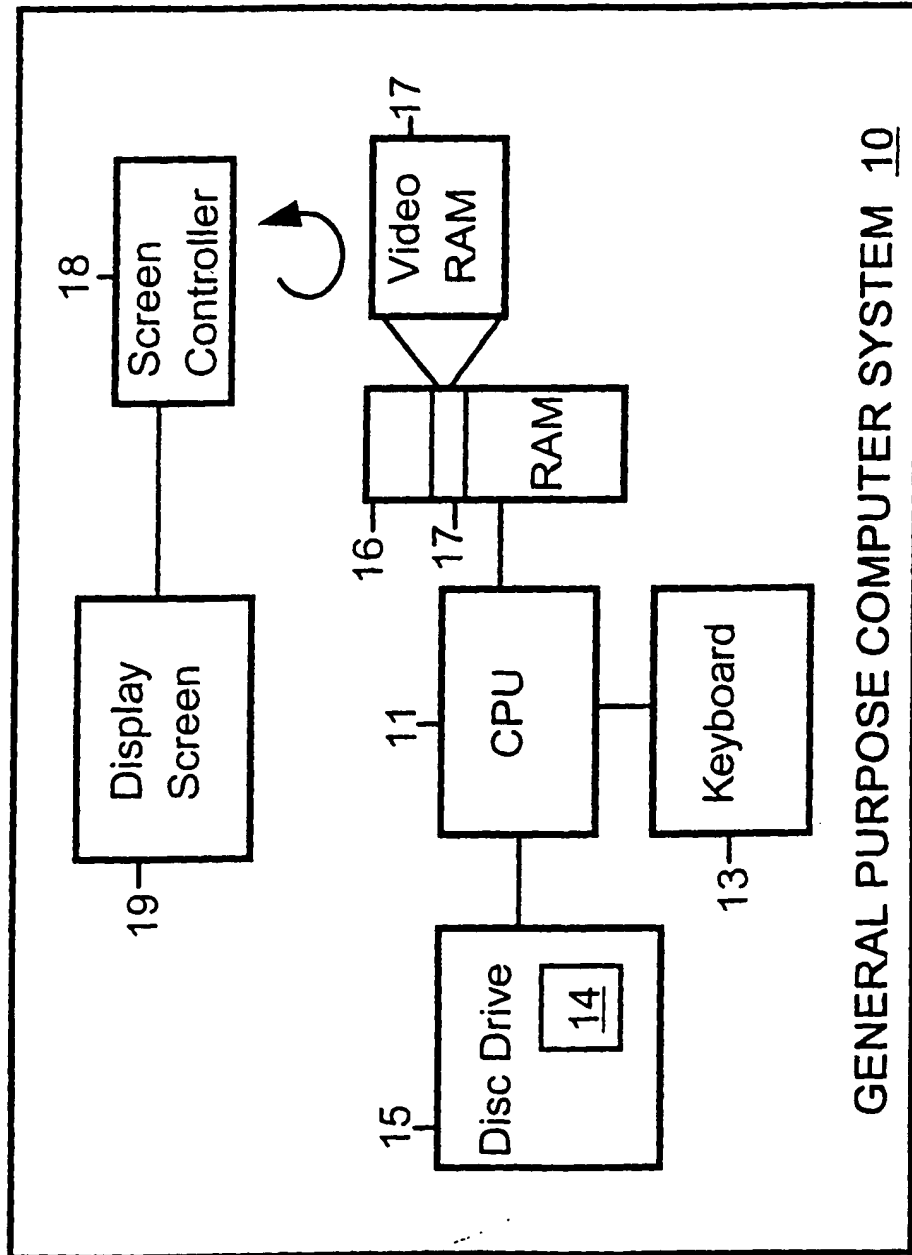 19
Display
Screen
18
Screen
Controller
15
Disc Drive
14
11
CPU
16
17
RAM
Video
RAM
17
13
Keyboard
GENERAL PURPOSE COMPUTER SYSTEM 10